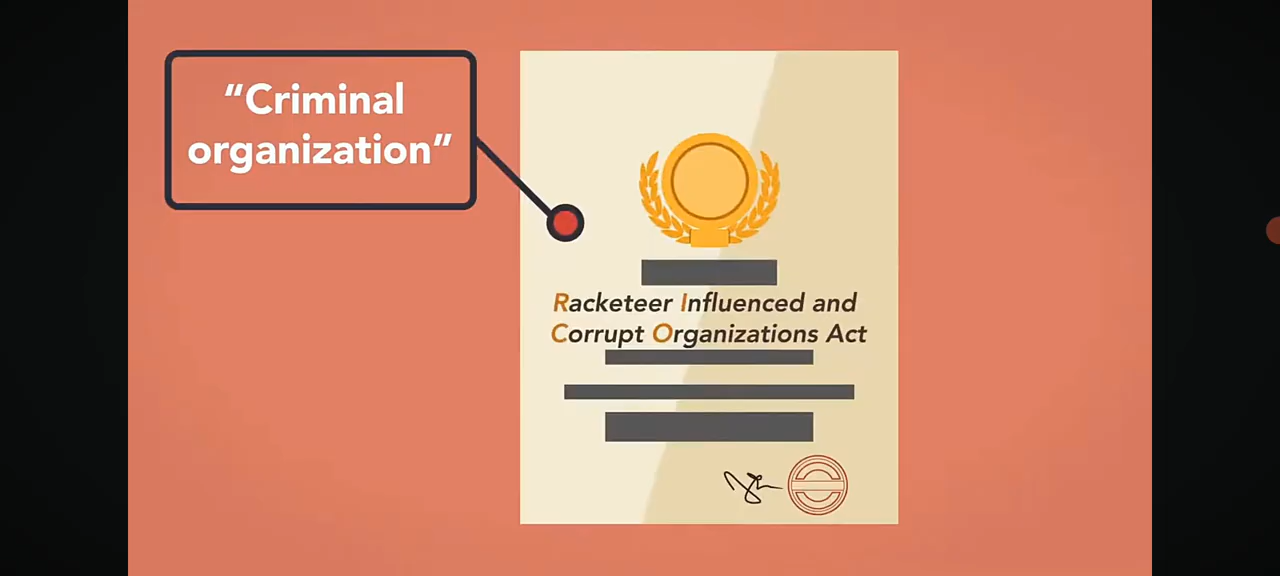 “Criminal
organization”
Racketeer Influenced and
Corrupt Organizations Act